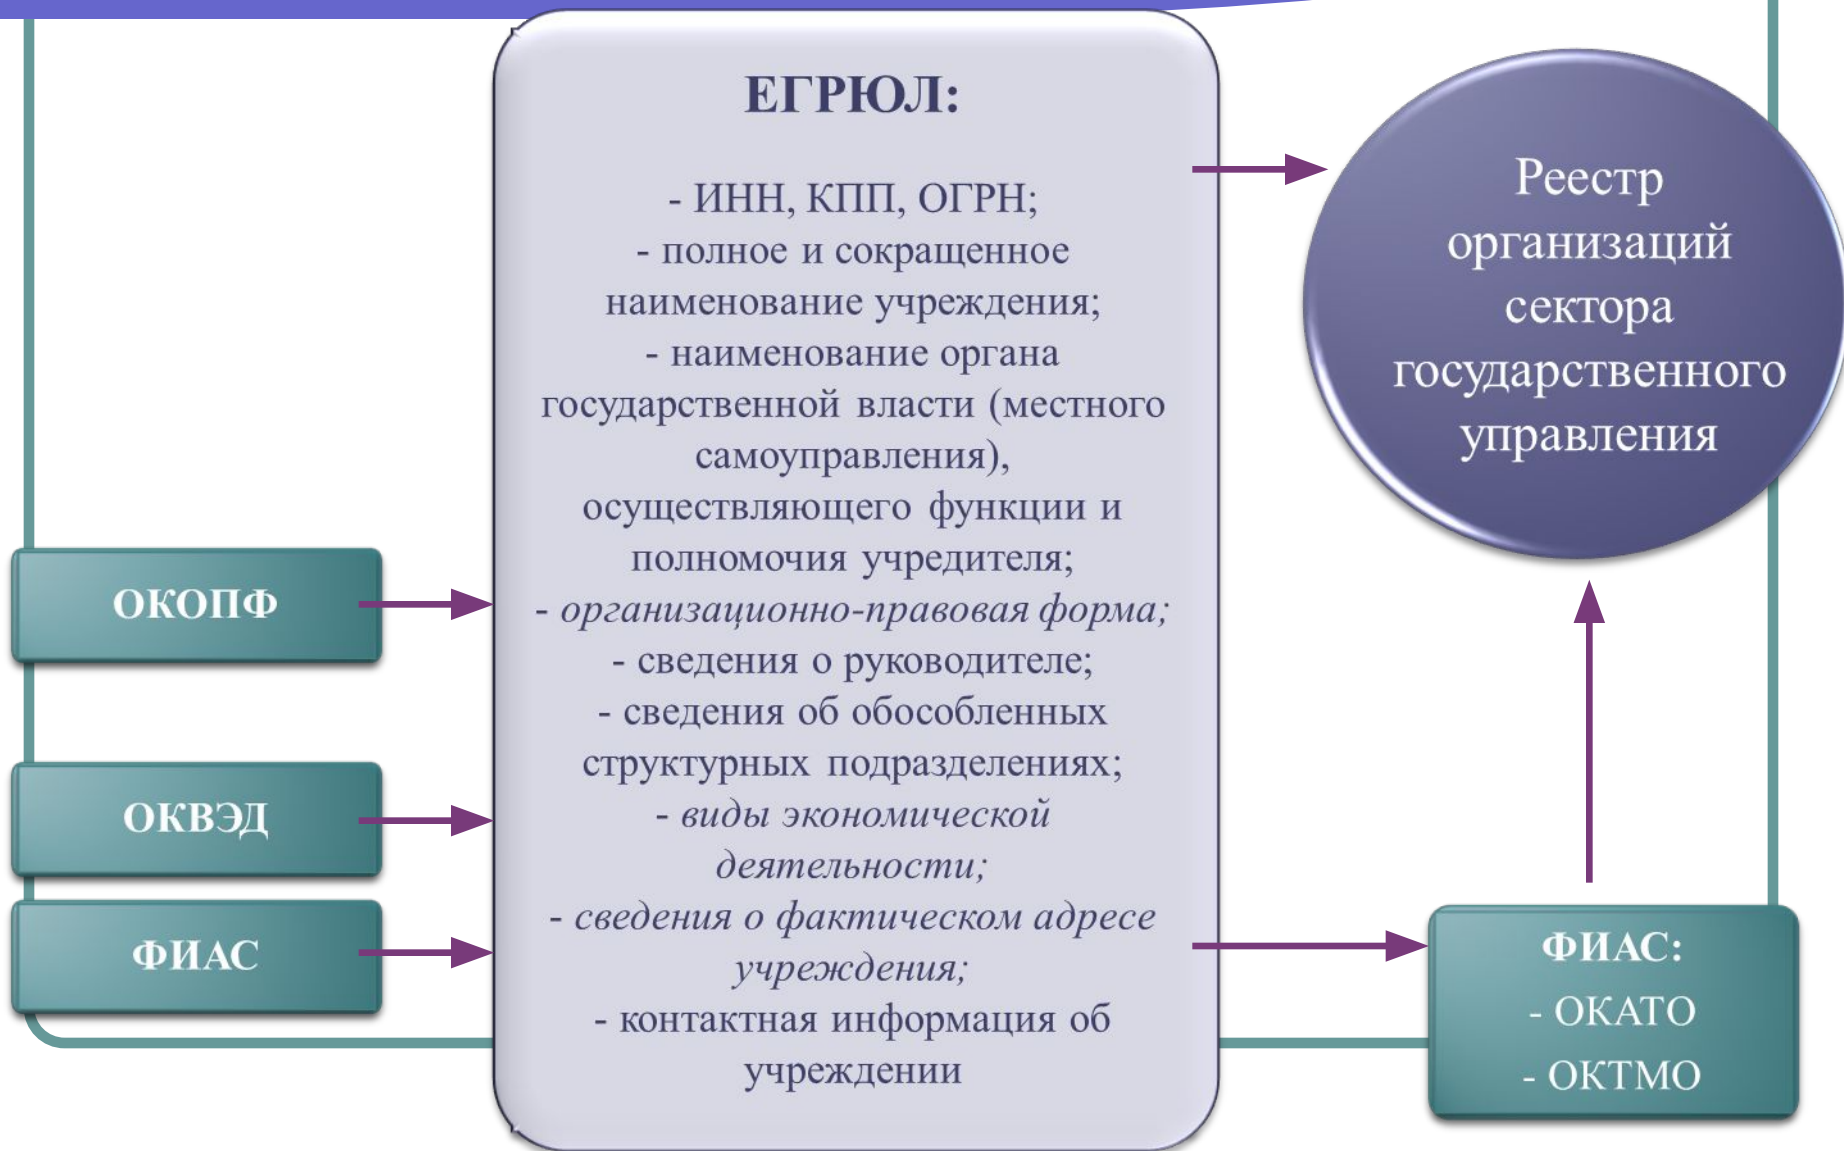 ЕГРЮЛ:
- ИНН, КПП, ОГРН;
- полное и сокращенное
наименование учреждения;
- наименование органа
государственной власти (местного
самоуправления),
осуществляющего функции и
полномочия учредителя;
- организационно-правовая форма;
- сведения о руководителе;
- сведения об обособленных
структурных подразделениях;
- виды экономической
деятельности;
- сведения о фактическом адресе
учреждения;
- контактная информация об
учреждении
ОКОПФ
ОКВЭД
ФИАС
Реестр
организаций
сектора
государственного
управления
ФИАС:
- ОКАТО
- ОКТМО